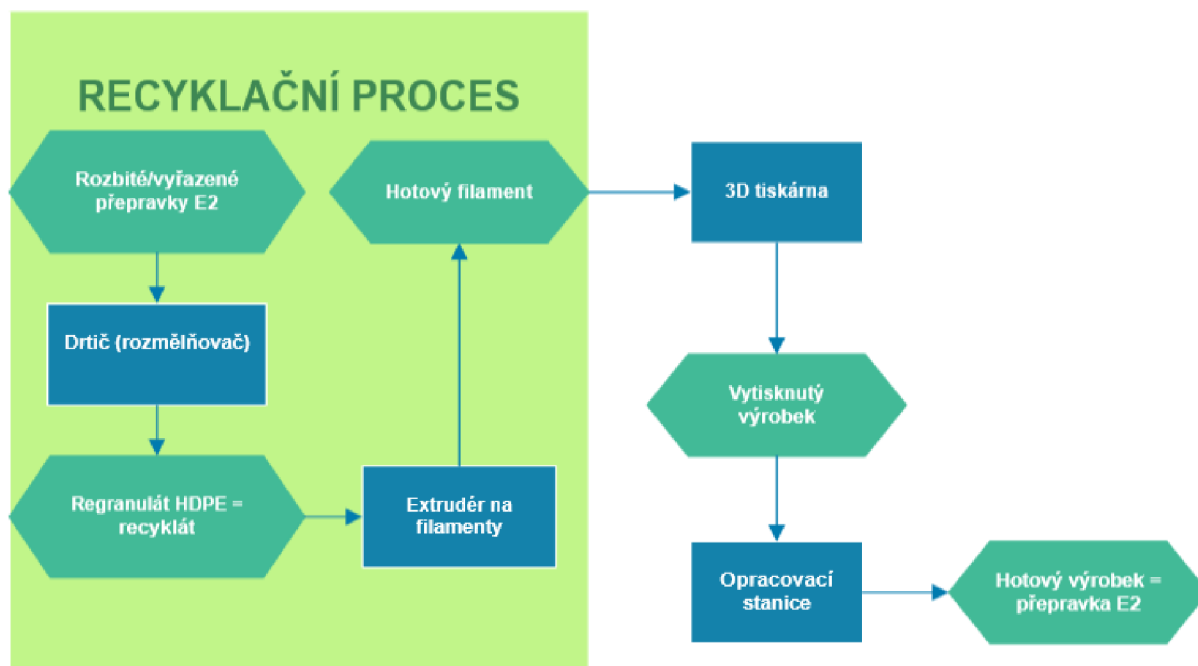 RECYKLAČNÍ PROCES
Rozbité/vyřazené
přepravky E2
Drtič (rozmělňovač)
Regranulát HDPE =
recyklát
Extrudér na
filamenty
Hotový filament
3D tiskárna
Vytisknutý
výrobek
Opracovací
stanice
Hotový výrobek =
přepravka E2